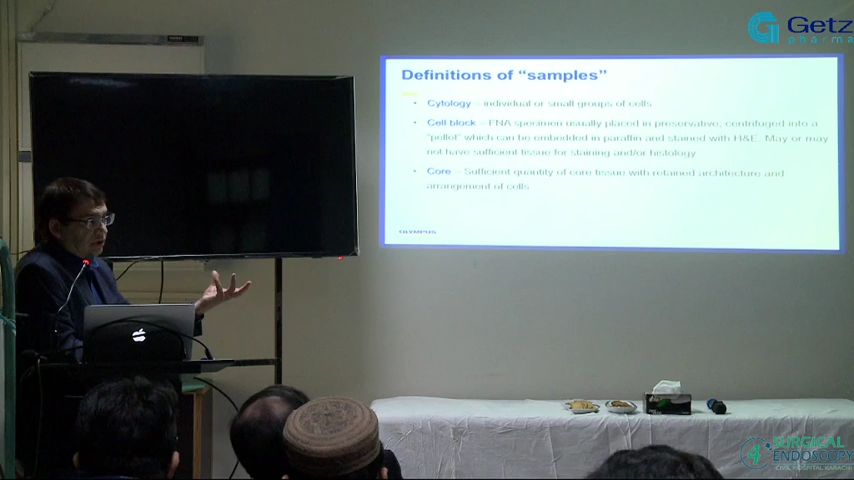 Getz
pharma
Definitions of “samples”
• Cytology – individual or small groups of cells
• Cell block – FNA specimen usually placed in preservative, centrifuged into a
“pellet” which can be embedded in paraffin and stained with H&E. May or may
not have sufficient tissue for staining and/or histology
• Core – Sufficient quantity of core tissue with retained architecture and
arrangement of cells
OLYMPUS
SURGICAL
ENDOSCOPY
CIVIL HOSPITAL KARACHI